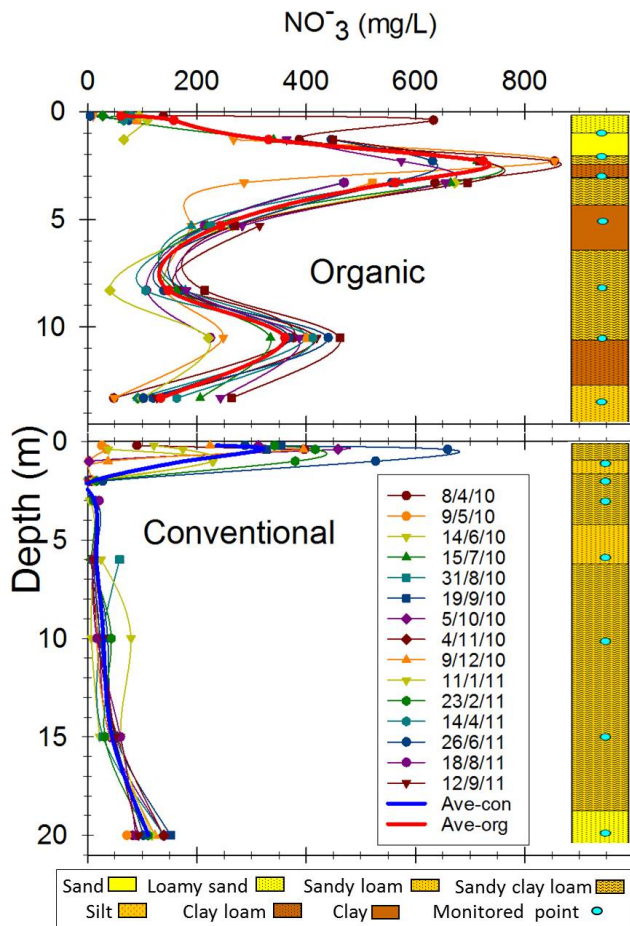 NO⁻₃ (mg/L)
0 200 400 600 800
0
5
10
Organic
Depth (m)
0
5
10
15
20
Conventional
8/4/10
9/5/10
14/6/10
15/7/10
31/8/10
19/9/10
5/10/10
4/11/10
9/12/10
11/1/11
23/2/11
14/4/11
26/6/11
18/8/11
12/9/11
Ave-con
Ave-org
Sand Loamy sand Sandy loam Sandy clay loam
Silt Clay loam Clay Monitored point